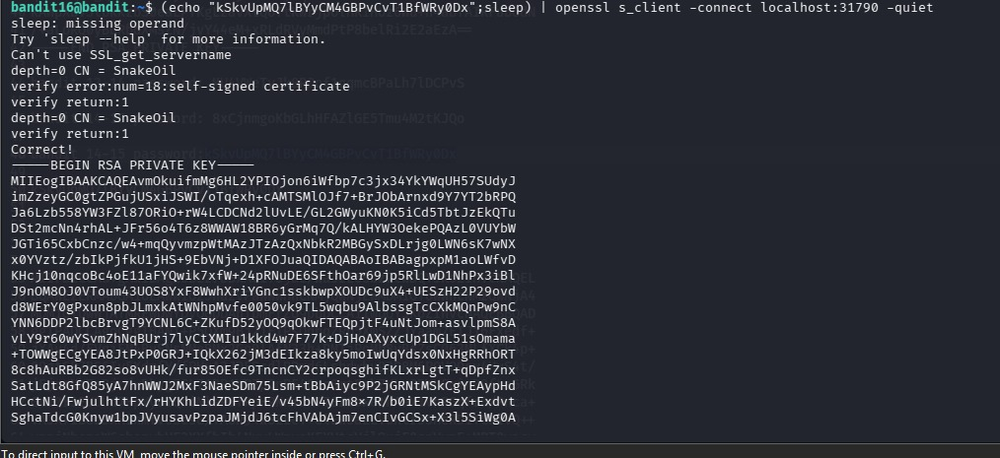 bandit16@bandit:~$ (echo "kSkvUpMQ7lBYyCM4GBPvCvT1BfWRy0Dx";sleep) | openssl s_client -connect localhost:31790 -quiet
sleep: missing operand
Try 'sleep --help' for more information.
Can't use SSL_get_servername
depth=0 CN = SnakeOil
verify error:num=18:self-signed certificate
verify return:1
depth=0 CN = SnakeOil
verify return:1
Correct!
-----BEGIN RSA PRIVATE KEY-----
MIIEogIBAAKCAQEAvmOkuifmMg6HL2YPIOjon6iWfbp7c3jx34YkYWqUH57SUdyJ
imZzeyGC0gtZPGujUSxiJSWI/oTqexh+cAMTSMlOJf7+BrJObArnxd9Y7YT2bRPQ
Ja6Lzb558YW3FZl87ORiO+rW4LCDCNd2lUvLE/GL2GWyuKN0K5iCd5TbtJzEkQTu
DSt2mcNn4rhAL+JFr56o4T6z8WWAW18BR6yGrMq7Q/kALHYW3OekePQAzL0VUYbW
JGTi65CxbCnzc/w4+mqQyvmzpWtMAzJTzAzQxNbkR2MBGySxDLrjg0LWN6sK7wNX
x0YVztz/zbIkPjfkU1jHS+9EbVNj+D1XFOJuaQIDAQABAoIBABagpxpM1aoLWfvD
KHcj10nqcoBc4oE11aFYQwik7xfW+24pRNuDE6SFthOar69jp5RlLwD1NhPx3iBl
J9nOM8OJ0VToum43UOS8YxF8WwhXriYGnc1sskbwpXOUDc9uX4+UESzH22P29ovd
d8WErY0gPxun8pbJLmxkAtWNhpMvfe0050vk9TL5wqbu9AlbssgTcCXkMQnPw9nC
YNN6DDP2lbcBrvgT9YCNL6C+ZKufD52yOQ9qOkwFTEQpjtF4uNtJom+asvlpmS8A
vLY9r60wYSvmZhNqBUrj7lyCtXMIu1kkd4w7F77k+DjHoAXyxcUp1DGL51sOmama
+TOWWgECgYEA8JtPxP0GRJ+IQkX262jM3dEIkza8ky5moIwUqYdsx0NxHgRRhORT
8c8hAuRBb2G82so8vUHk/fur85OEfc9TncnCY2crpoqsghifKLxrLgtT+qDpfZnx
SatLdt8GfQ85yA7hnWWJ2MxF3NaeSDm75Lsm+tBbAiyc9P2jGRNtMSkCgYEAypHd
HCctNi/FwjulhttFx/rHYKhLidZDFYeiE/v45bN4yFm8x7R/b0iE7KaszX+Exdvt
SghaTdcG0Knyw1bpJVyusavPzpaJMjdJ6tcFhVAbAjm7enCIvGCSx+X3l5SiWg0A
To direct input to this VM, move the mouse pointer inside or press Ctrl+G.